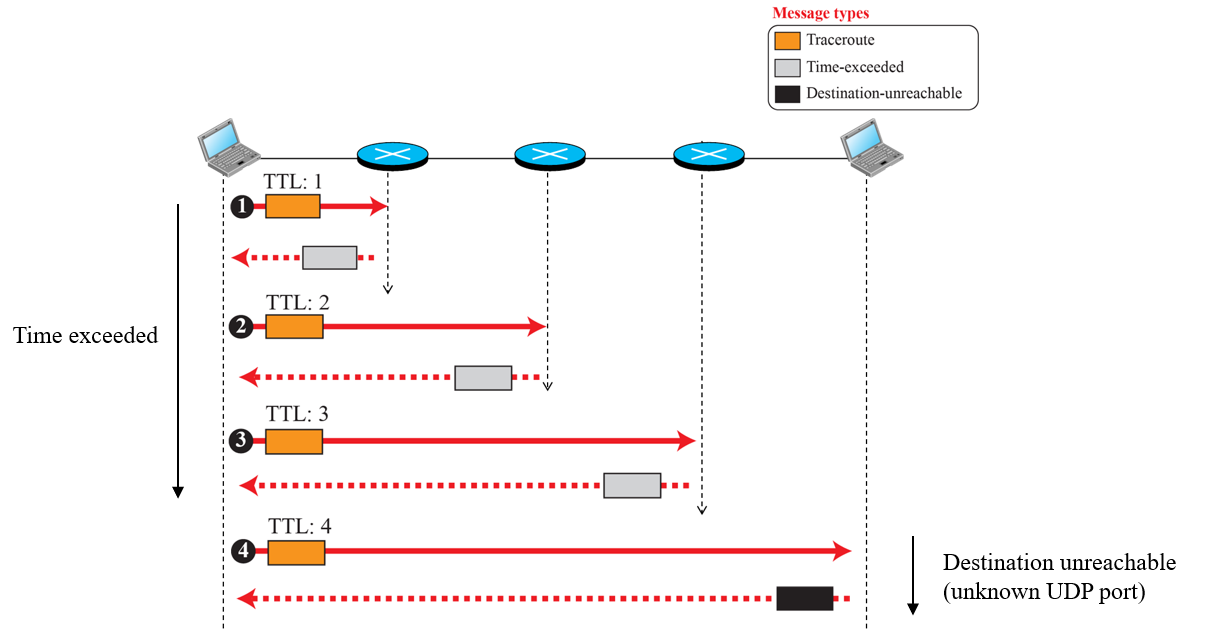 Message types
Traceroute
Time-exceeded
Destination-unreachable
TTL: 1
1
TTL: 2
2
Time exceeded
TTL: 3
3
TTL: 4
4
Destination unreachable
(unknown UDP port)